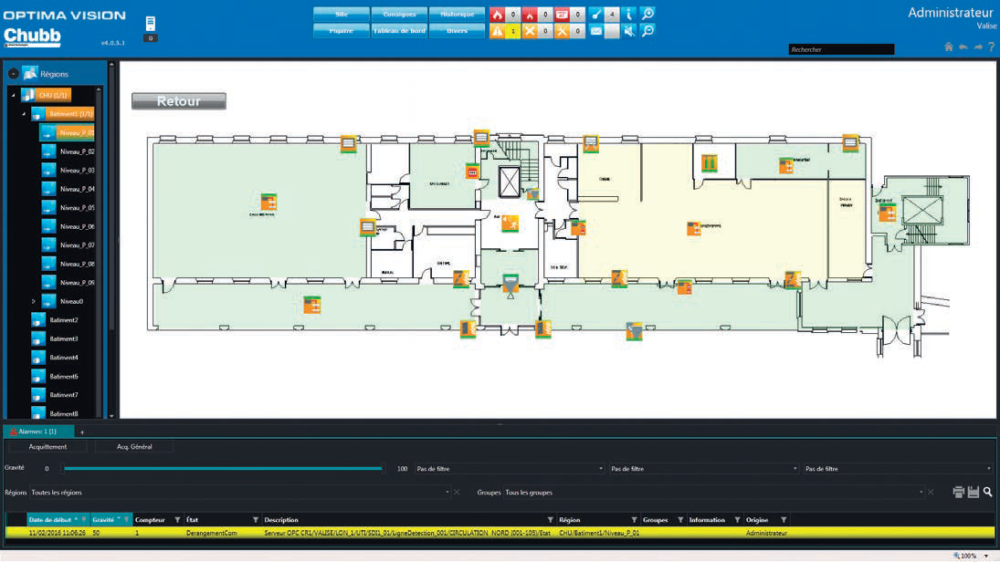 OPTIMA VISION
Chubb
v4.0.5.1
0
Site Consignes Historique
Pupitre Tableau de bord Divers
0 0 0 4
1 0 0
Administrateur
Valise
Rechercher
Régions
CHU (1/1)
Batiment1 (1/1)
Niveau_P_01
Niveau_P_02
Niveau_P_03
Niveau_P_04
Niveau_P_05
Niveau_P_06
Niveau_P_07
Niveau_P_08
Niveau_P_09
Niveau0
Batiment2
Batiment3
Batiment4
Batiment6
Batiment7
Batiment8
Retour
Alarmes: 1 (1) +
Acquittement Acq. Général
Gravité 0 100 Pas de filtre Pas de filtre Pas de filtre
Régions Toutes les régions Groupes Tous les groupes
Date de début Gravité Compteur État Description Région Groupes Information Origine
11/02/2016 11:06:26 50 1 DerangementCom Serveur OPC CR1/VALISE/LON_1/UTI/SDI1_01/LigneDetection_001/CIRCULATION_NORD (001-105)/Etat CHU/Batiment1/Niveau_P_01 Administrateur
100%